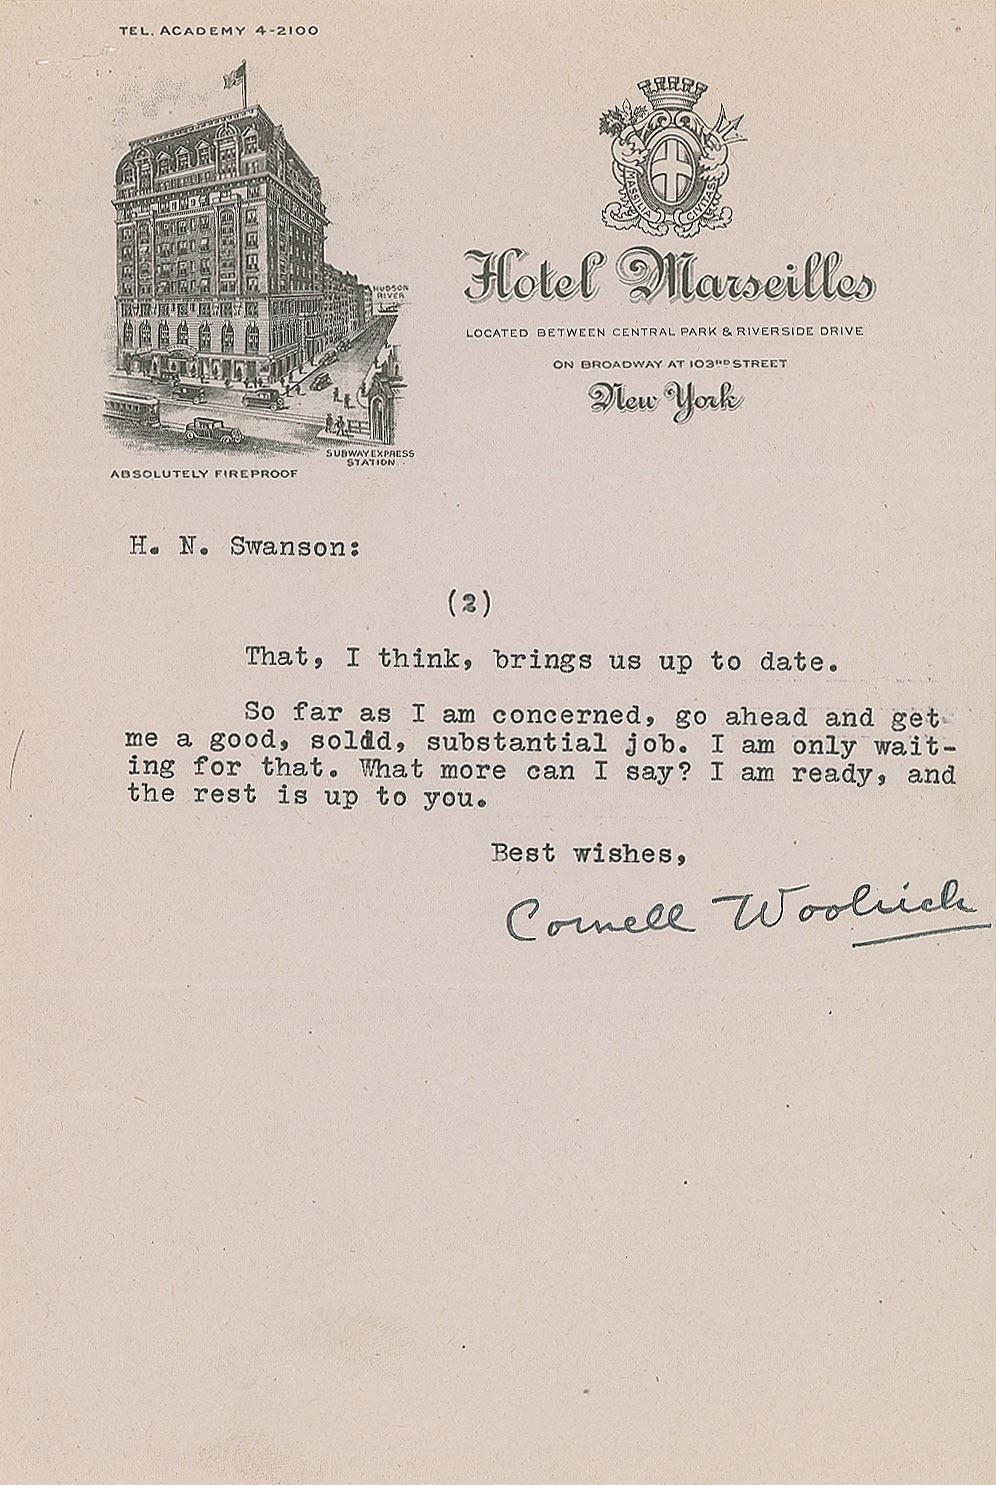 TEL. ACADEMY 4-2100
HUDSON
RIVER
MASSILIA CIVITAS
Hotel Marseilles
LOCATED BETWEEN CENTRAL PARK & RIVERSIDE DRIVE
ON BROADWAY AT 103RD STREET
New York
SUBWAY EXPRESS
STATION.
ABSOLUTELY FIREPROOF
H. N. Swanson:
(2)
That, I think, brings us up to date.
So far as I am concerned, go ahead and get
me a good, soldd, substantial job. I am only wait-
ing for that. What more can I say? I am ready, and
the rest is up to you.
Best wishes,
Cornell Woolrich